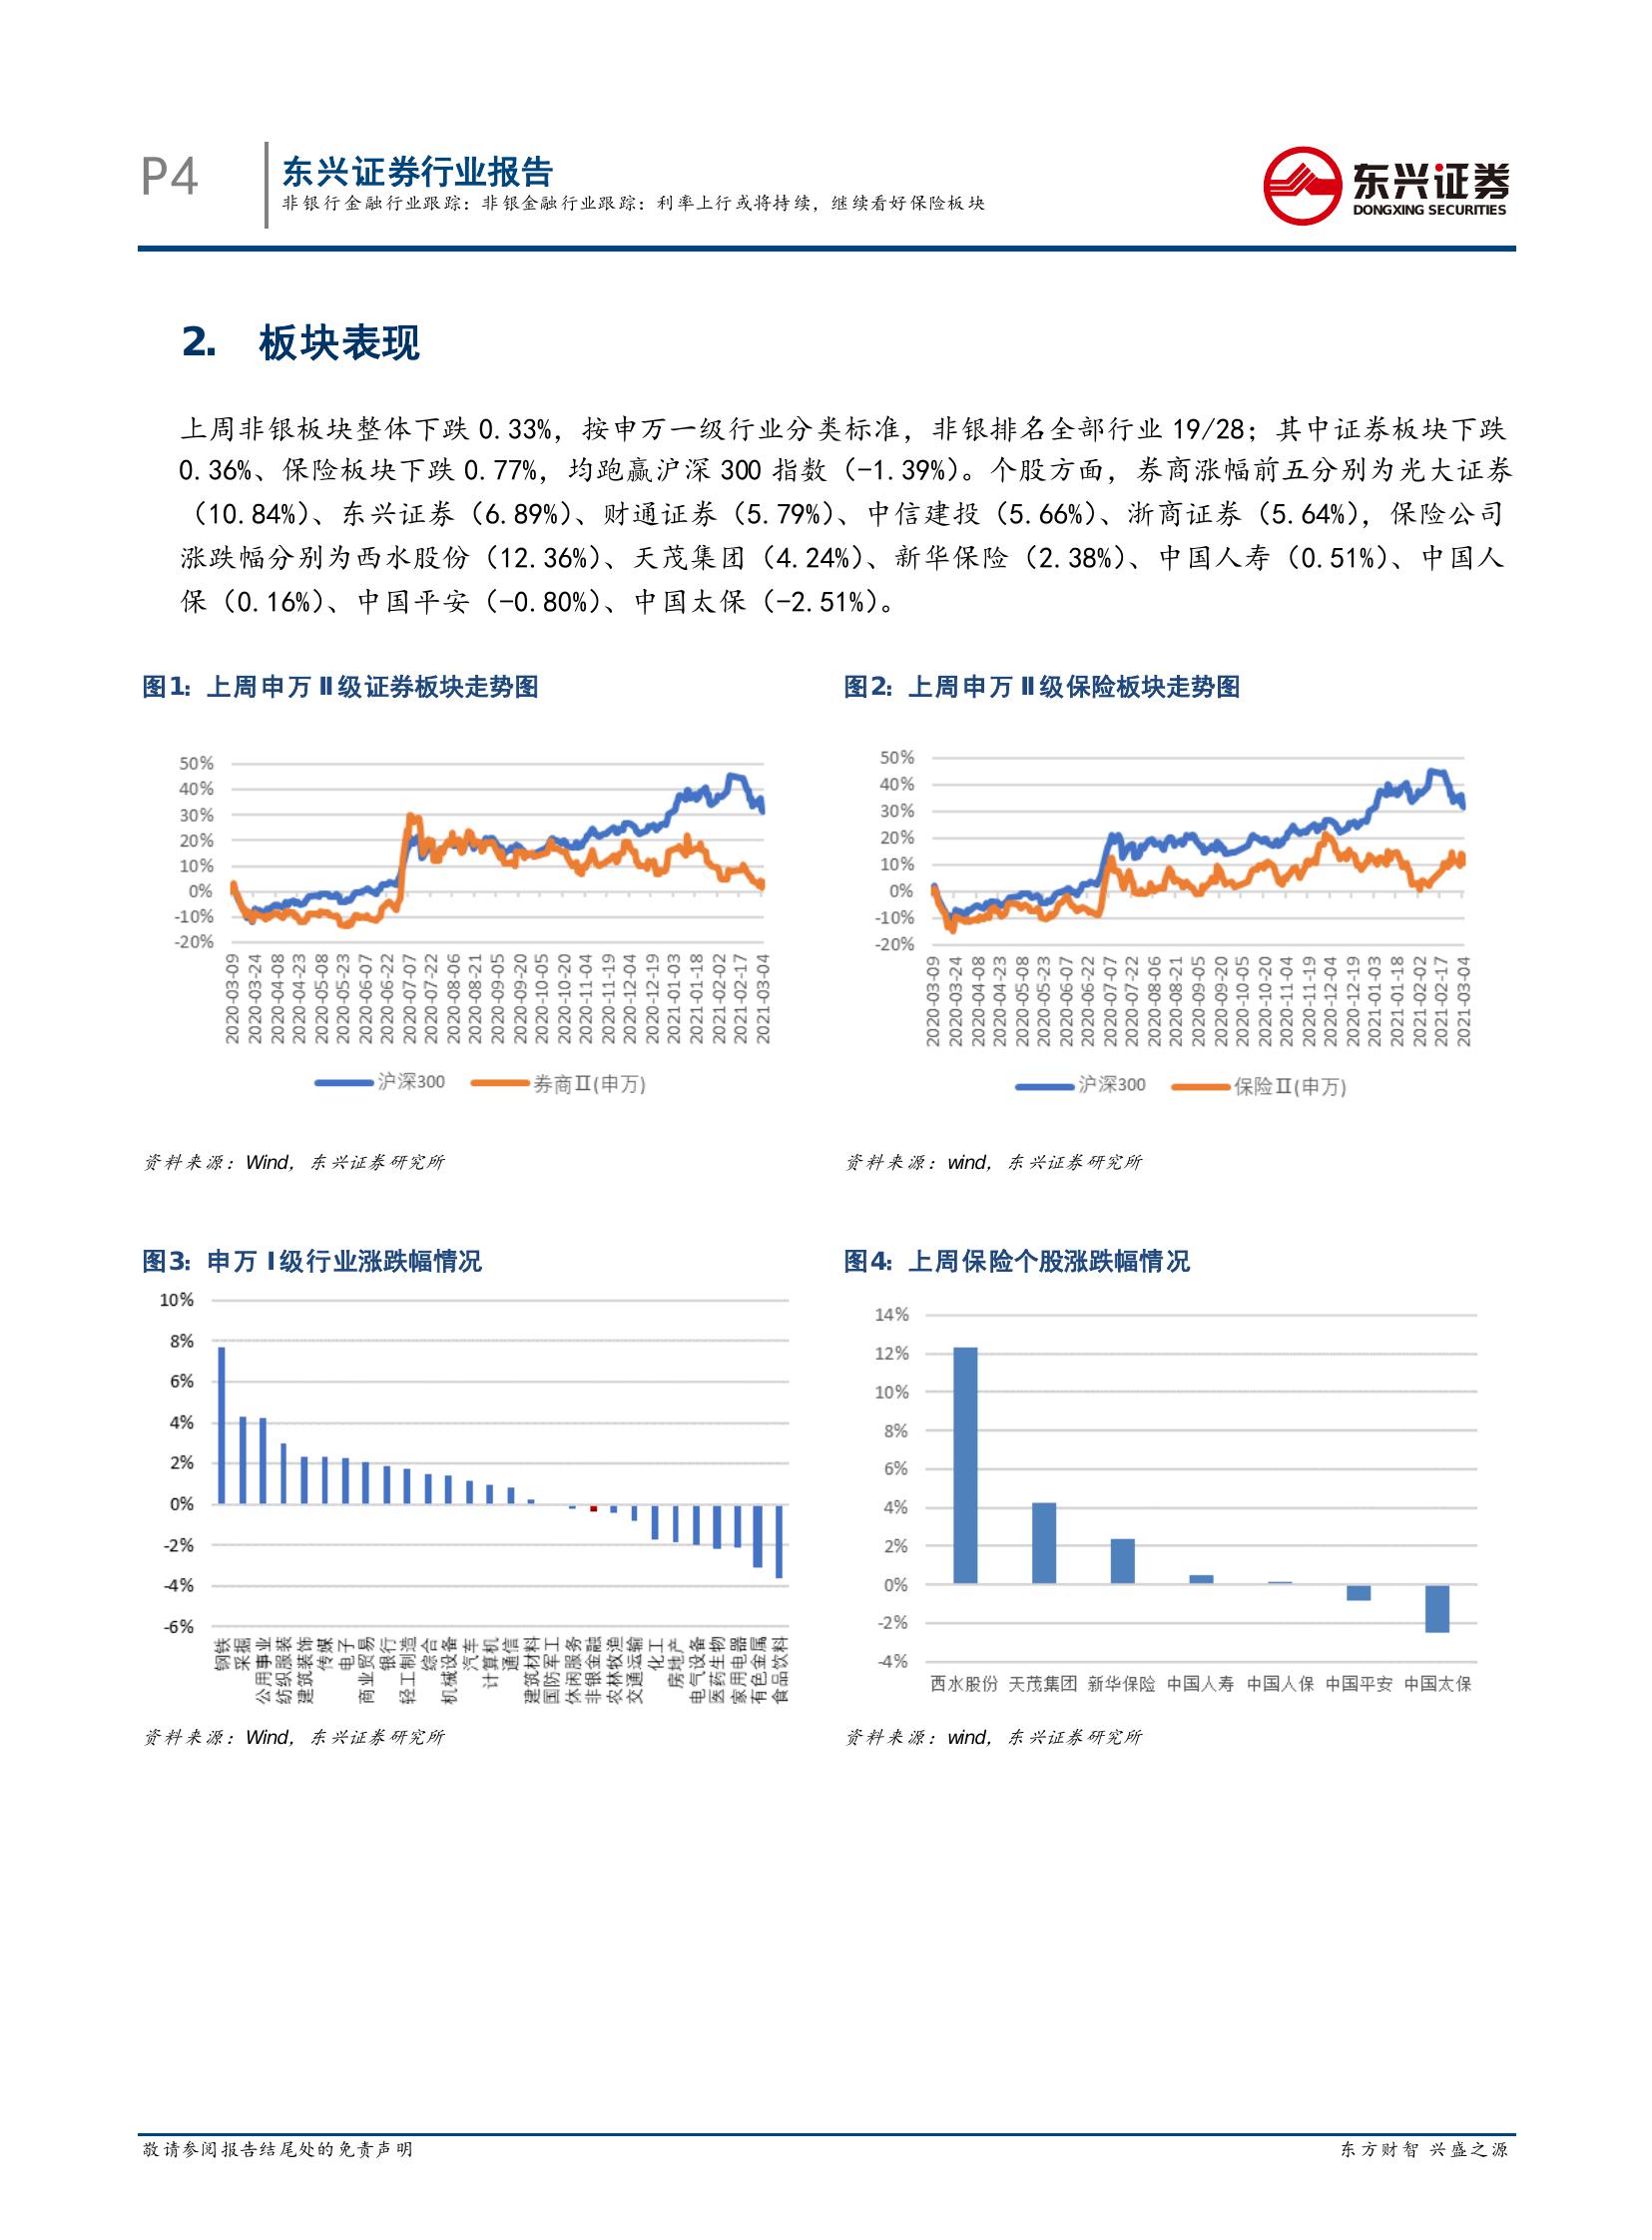 P4
东兴证券行业报告
非银行金融行业跟踪：非银金融行业跟踪：利率上行或将持续，继续看好保险板块
东兴证券
DONGXING SECURITIES
2. 板块表现
上周非银板块整体下跌 0.33%，按申万一级行业分类标准，非银排名全部行业 19/28；其中证券板块下跌
0.36%、保险板块下跌 0.77%，均跑赢沪深 300 指数（-1.39%）。个股方面，券商涨幅前五分别为光大证券
（10.84%）、东兴证券（6.89%）、财通证券（5.79%）、中信建投（5.66%）、浙商证券（5.64%），保险公司
涨跌幅分别为西水股份（12.36%）、天茂集团（4.24%）、新华保险（2.38%）、中国人寿（0.51%）、中国人
保（0.16%）、中国平安（-0.80%）、中国太保（-2.51%）。
图1：上周申万 II 级证券板块走势图
50%
40%
30%
20%
10%
0%
-10%
-20%
2020-03-09
2020-03-24
2020-04-08
2020-04-23
2020-05-08
2020-05-23
2020-06-07
2020-06-22
2020-07-07
2020-07-22
2020-08-06
2020-08-21
2020-09-05
2020-09-20
2020-10-05
2020-10-20
2020-11-04
2020-11-19
2020-12-04
2020-12-19
2021-01-03
2021-01-18
2021-02-02
2021-02-17
2021-03-04
沪深300
券商Ⅱ(申万)
资料来源：Wind，东兴证券研究所
图2：上周申万 II 级保险板块走势图
50%
40%
30%
20%
10%
0%
-10%
-20%
2020-03-09
2020-03-24
2020-04-08
2020-04-23
2020-05-08
2020-05-23
2020-06-07
2020-06-22
2020-07-07
2020-07-22
2020-08-06
2020-08-21
2020-09-05
2020-09-20
2020-10-05
2020-10-20
2020-11-04
2020-11-19
2020-12-04
2020-12-19
2021-01-03
2021-01-18
2021-02-02
2021-02-17
2021-03-04
沪深300
保险Ⅱ(申万)
资料来源：wind，东兴证券研究所
图3：申万 I 级行业涨跌幅情况
10%
8%
6%
4%
2%
0%
-2%
-4%
-6%
钢铁
采掘
公用事业
纺织服装
建筑装饰
传媒
电子
商业贸易
银行
轻工制造
综合
机械设备
汽车
计算机
通信
建筑材料
国防军工
休闲服务
非银金融
农林牧渔
交通运输
化工
房地产
电气设备
医药生物
家用电器
有色金属
食品饮料
资料来源：Wind，东兴证券研究所
图4：上周保险个股涨跌幅情况
14%
12%
10%
8%
6%
4%
2%
0%
-2%
-4%
西水股份 天茂集团 新华保险 中国人寿 中国人保 中国平安 中国太保
资料来源：wind，东兴证券研究所
敬请参阅报告结尾处的免责声明
东方财智 兴盛之源